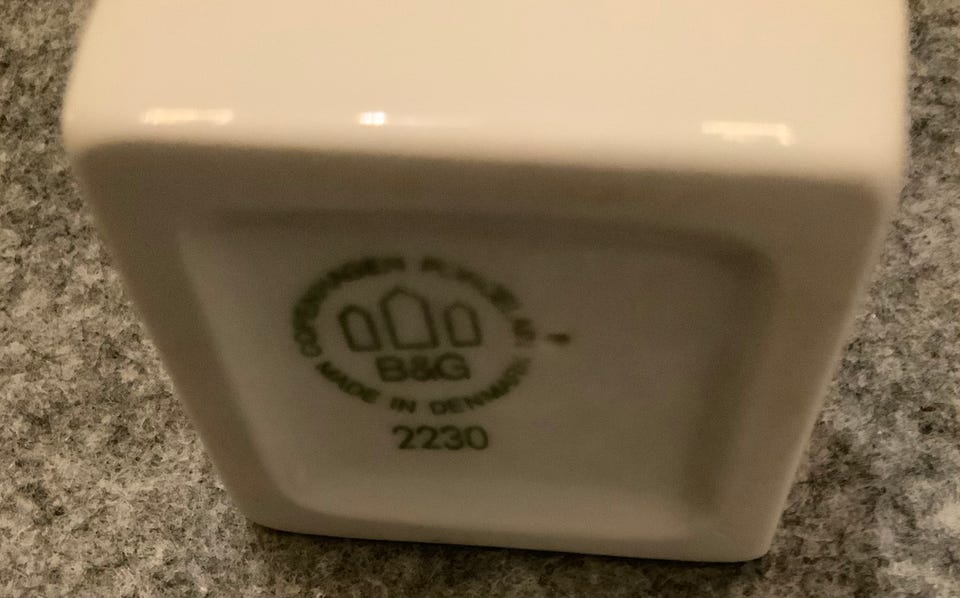 COPENHAGEN PORCELAIN
B&G
MADE IN DENMARK
2230